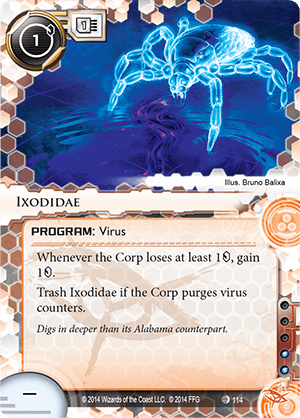 1
1
Illus. Bruno Balixa
IXODIDAE
PROGRAM: Virus
Whenever the Corp loses at least 1, gain
1.
Trash Ixodidae if the Corp purges virus
counters.
Digs in deeper than its Alabama counterpart.
–
© 2014 Wizards of the Coast LLC. © 2014 FFG 114